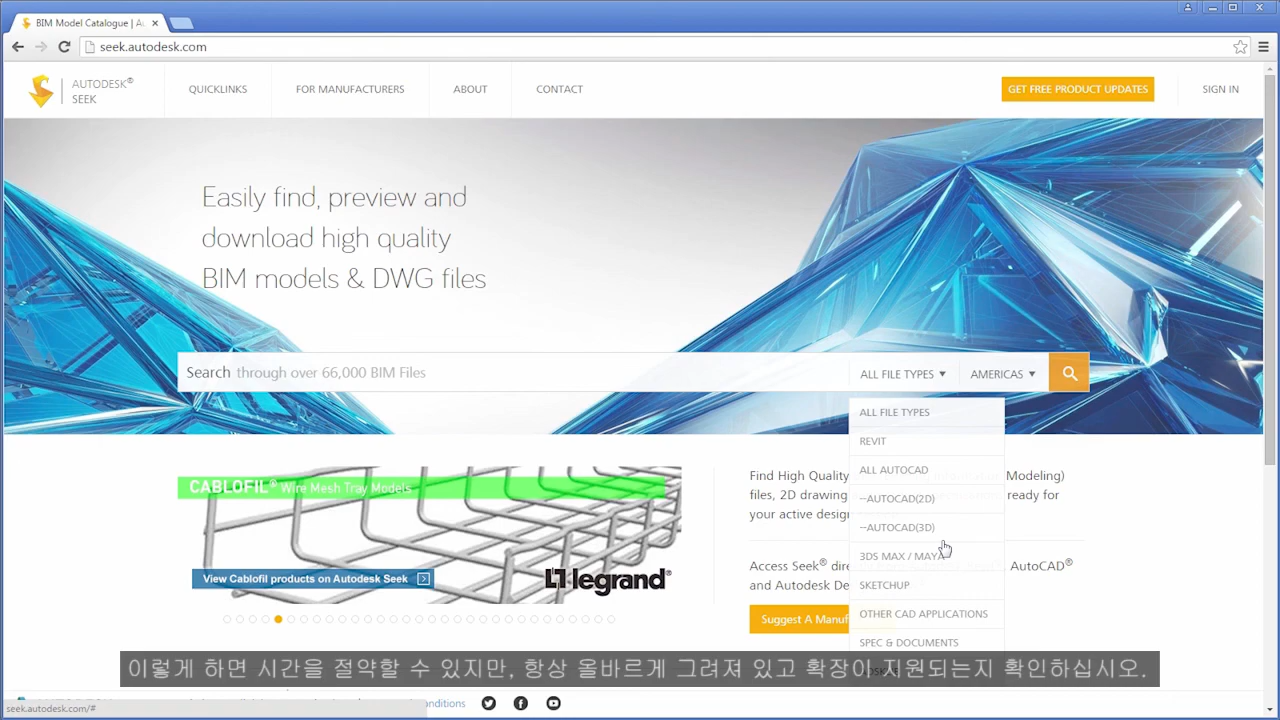 BIM Model Catalogue | Au
seek.autodesk.com
AUTODESK®
SEEK
QUICKLINKS
FOR MANUFACTURERS
ABOUT
CONTACT
GET FREE PRODUCT UPDATES
SIGN IN
Easily find, preview and
download high quality
BIM models & DWG files
Search through over 66,000 BIM Files
ALL FILE TYPES
AMERICAS
ALL FILE TYPES
REVIT
ALL AUTOCAD
--AUTOCAD(2D)
--AUTOCAD(3D)
3DS MAX / MAYA
SKETCHUP
OTHER CAD APPLICATIONS
SPEC & DOCUMENTS
CABLOFIL® Wire Mesh Tray Models
View Cablofil products on Autodesk Seek
legrand®
Find High Quality Modeling)
files, 2D drawing ready for
your active desig
Access Seek® dire AutoCAD®
and Autodesk De
Suggest A Manuf
이렇게 하면 시간을 절약할 수 있지만, 항상 올바르게 그려져 있고 확장이 지원되는지 확인하십시오.
onditions
seek.autodesk.com/#